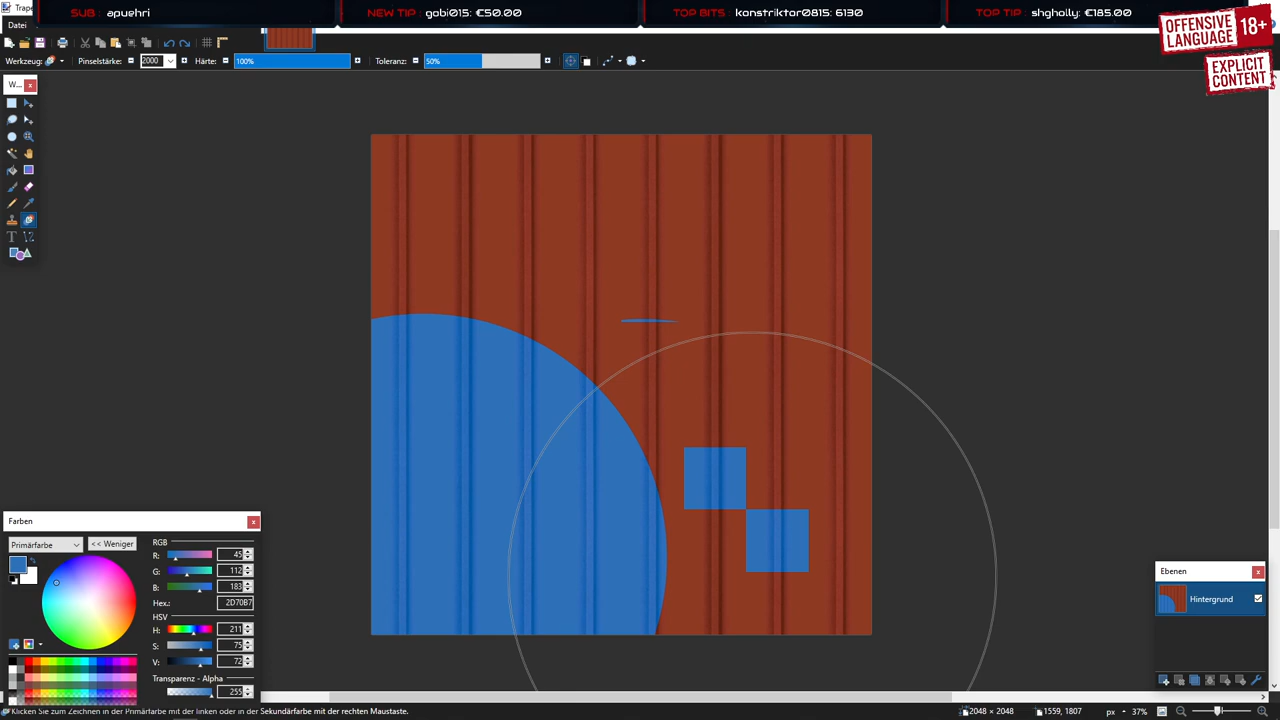 Trape
SUB : apuehri
NEW TIP : gobi015: €50.00
TOP BITS : konstriktor0815: 6130
TOP TIP : shgholly: €185.00
OFFENSIVE LANGUAGE 18+
EXPLICIT CONTENT
Datei
Werkzeug:
Pinselstärke:
2000
Härte:
100%
Toleranz:
50%
W...
Farben
Primärfarbe
<< Weniger
RGB
R:
45
G:
112
B:
183
Hex.:
2D70B7
HSV
H:
211
S:
75
V:
72
Transparenz - Alpha
255
Ebenen
Hintergrund
Klicken Sie zum Zeichnen in der Primärfarbe mit der linken oder in der Sekundärfarbe mit der rechten Maustaste.
2048 × 2048
1559, 1807
px
37%